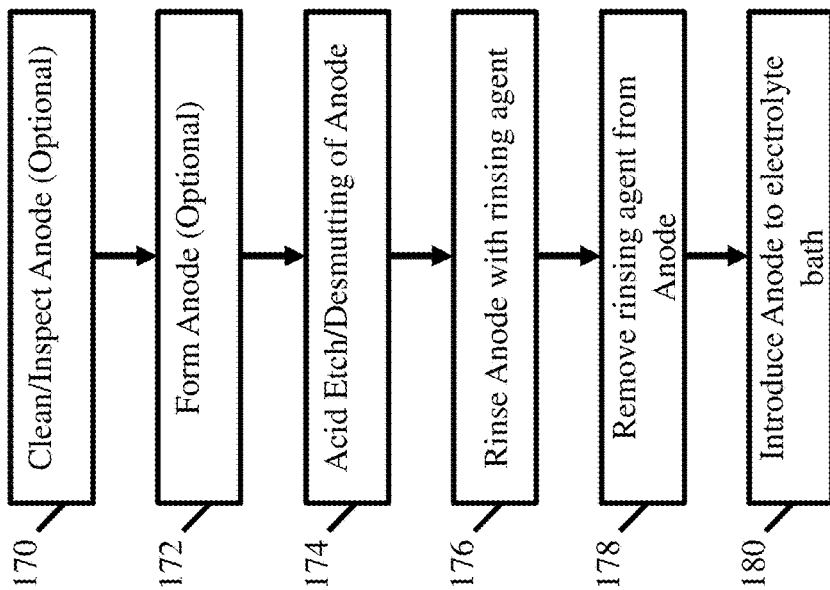 170
Clean/Inspect Anode (Optional)
172
Form Anode (Optional)
174
Acid Etch/Desmutting of Anode
176
Rinse Anode with rinsing agent
178
Remove rinsing agent from
Anode
180
Introduce Anode to electrolyte
bath